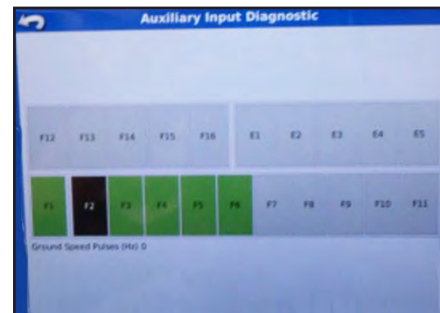 Auxiliary Input Diagnostic
F12 F13 F14 F15 F16 E1 E2 E3 E4 E5
F1 F2 F3 F4 F5 F6 F7 F8 F9 F10 F11
Ground Speed Pulses (Hz) 0